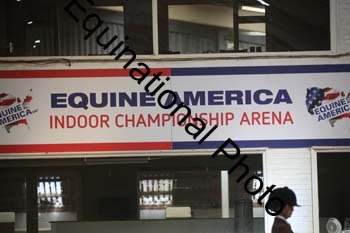 EQUINE AMERICA
INDOOR CHAMPIONSHIP ARENA
EQUINE
AMERICA
EQUINE
AMERICA
Equinational Photo